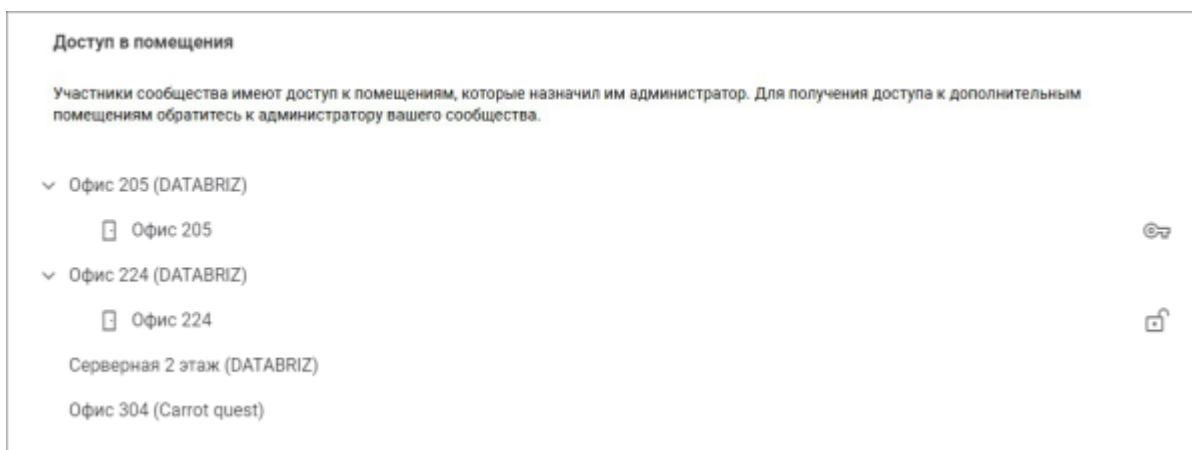 Доступ в помещения
Участники сообщества имеют доступ к помещениям, которые назначил им администратор. Для получения доступа к дополнительным
помещениям обратитесь к администратору вашего сообщества.
Офис 205 (DATABRIZ)
Офис 205
Офис 224 (DATABRIZ)
Офис 224
Серверная 2 этаж (DATABRIZ)
Офис 304 (Carrot quest)